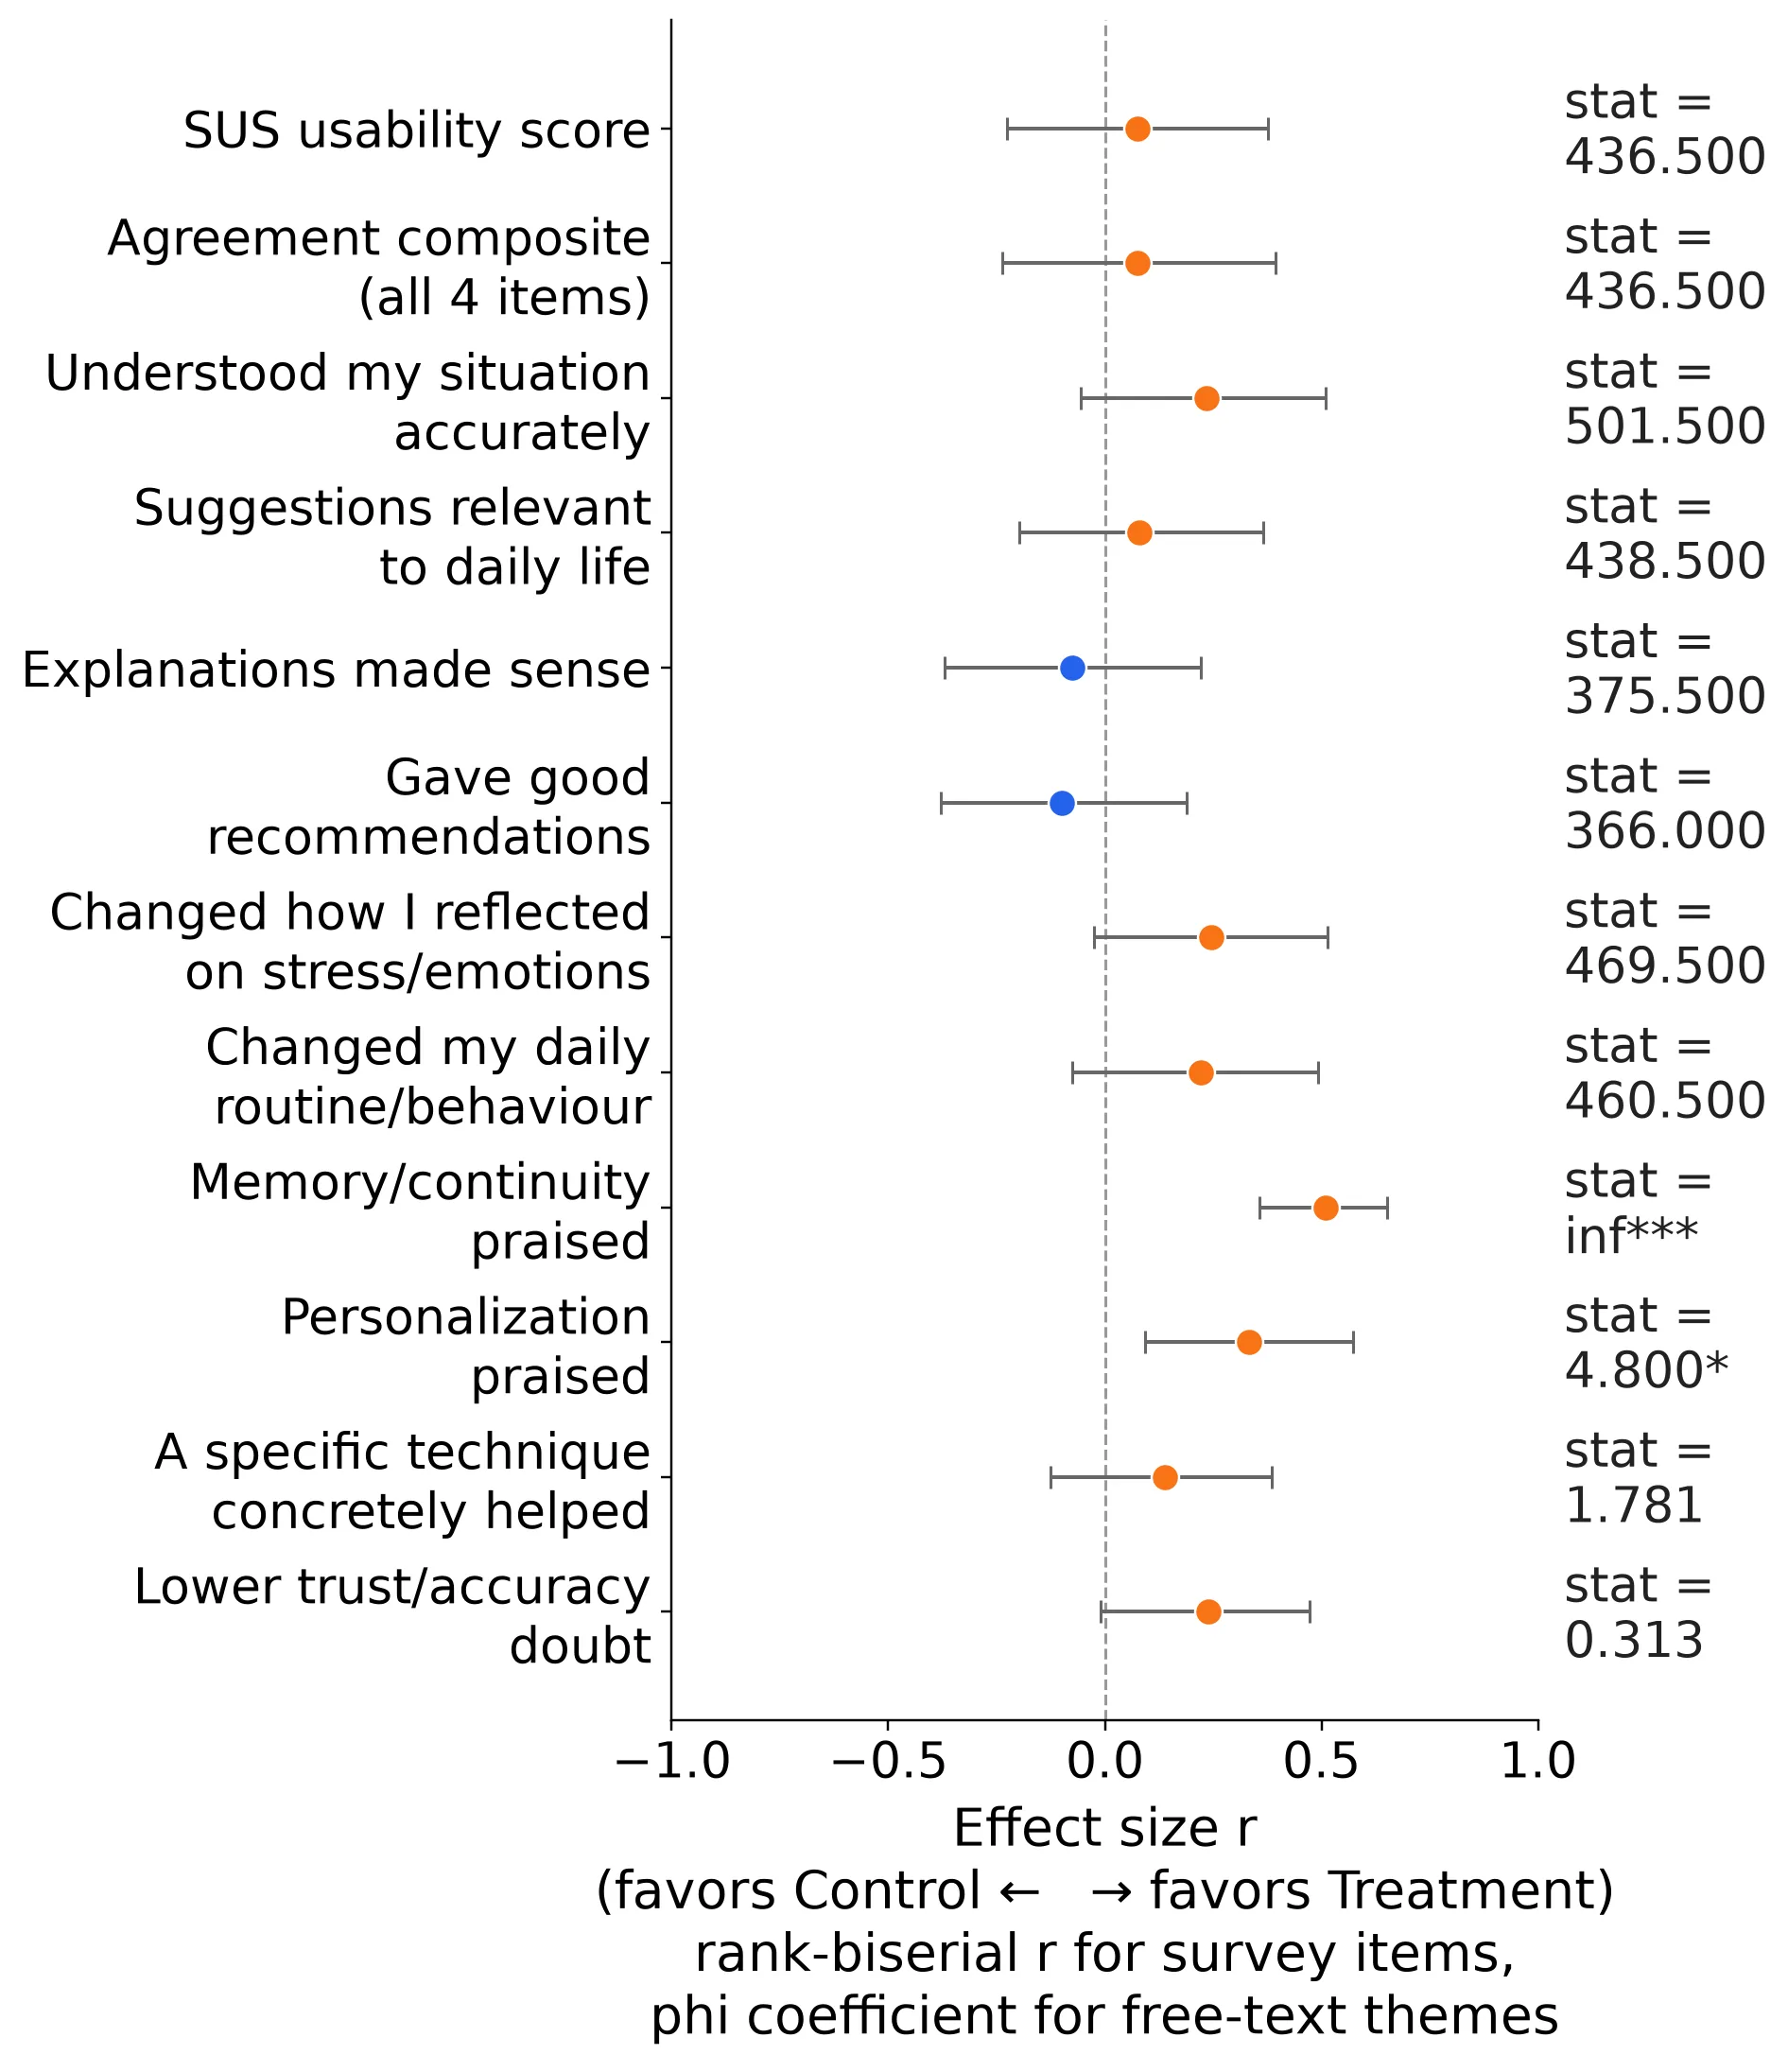 SUS usability score
stat =
436.500
Agreement composite
(all 4 items)
stat =
436.500
Understood my situation
accurately
stat =
501.500
Suggestions relevant
to daily life
stat =
438.500
Explanations made sense
stat =
375.500
Gave good
recommendations
stat =
366.000
Changed how I reflected
on stress/emotions
stat =
469.500
Changed my daily
routine/behaviour
stat =
460.500
Memory/continuity
praised
stat =
inf***
Personalization
praised
stat =
4.800*
A specific technique
concretely helped
stat =
1.781
Lower trust/accuracy
doubt
stat =
0.313
−1.0 −0.5 0.0 0.5 1.0
Effect size r
(favors Control ← → favors Treatment)
rank-biserial r for survey items,
phi coefficient for free-text themes